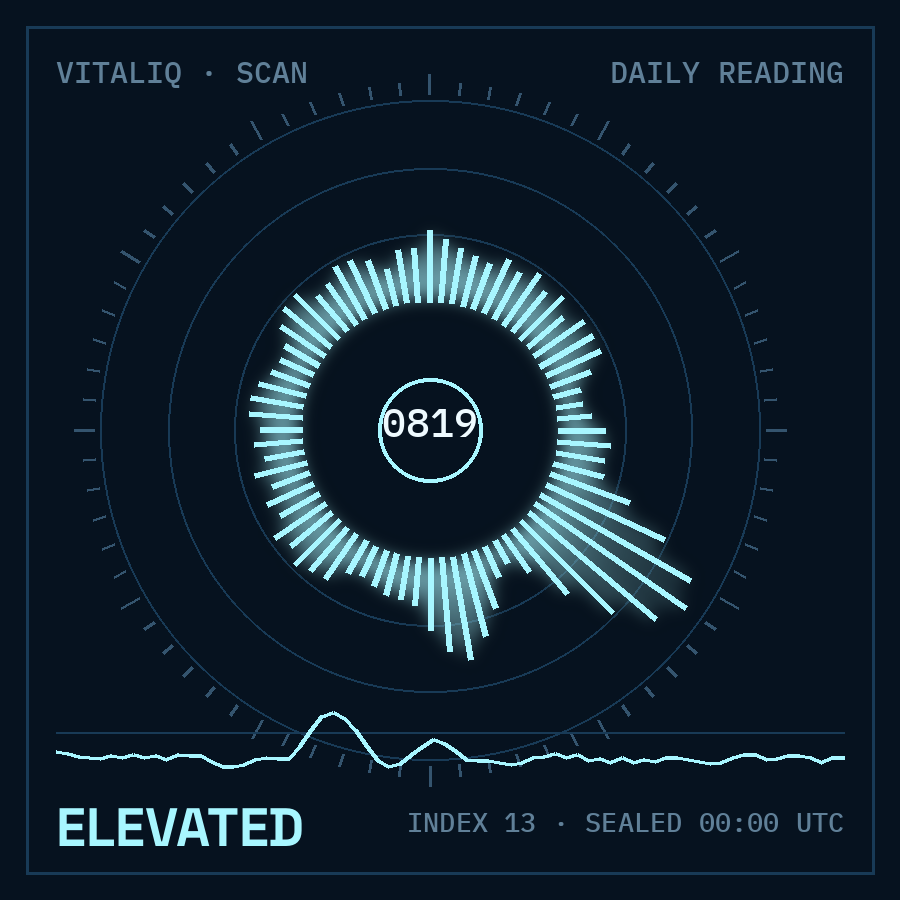 VITALIQ · SCAN
DAILY READING
0819
ELEVATED
INDEX 13 · SEALED 00:00 UTC